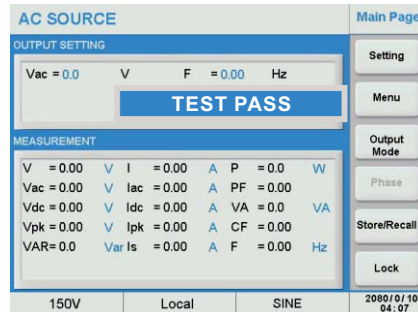 AC SOURCE
Main Page
OUTPUT SETTING
Vac = 0.0 V F = 0.00 Hz
TEST PASS
MEASUREMENT
V = 0.00 V I = 0.00 A P = 0.0 W
Vac = 0.00 V Iac = 0.00 A PF = 0.00
Vdc = 0.00 V Idc = 0.00 A VA = 0.0 VA
Vpk = 0.00 V Ipk = 0.00 A CF = 0.00
VAR= 0.0 Var Is = 0.00 A F = 0.00 Hz
Setting
Menu
Output
Mode
Phase
Store/Recall
Lock
150V Local SINE
2080/0/10
04:07